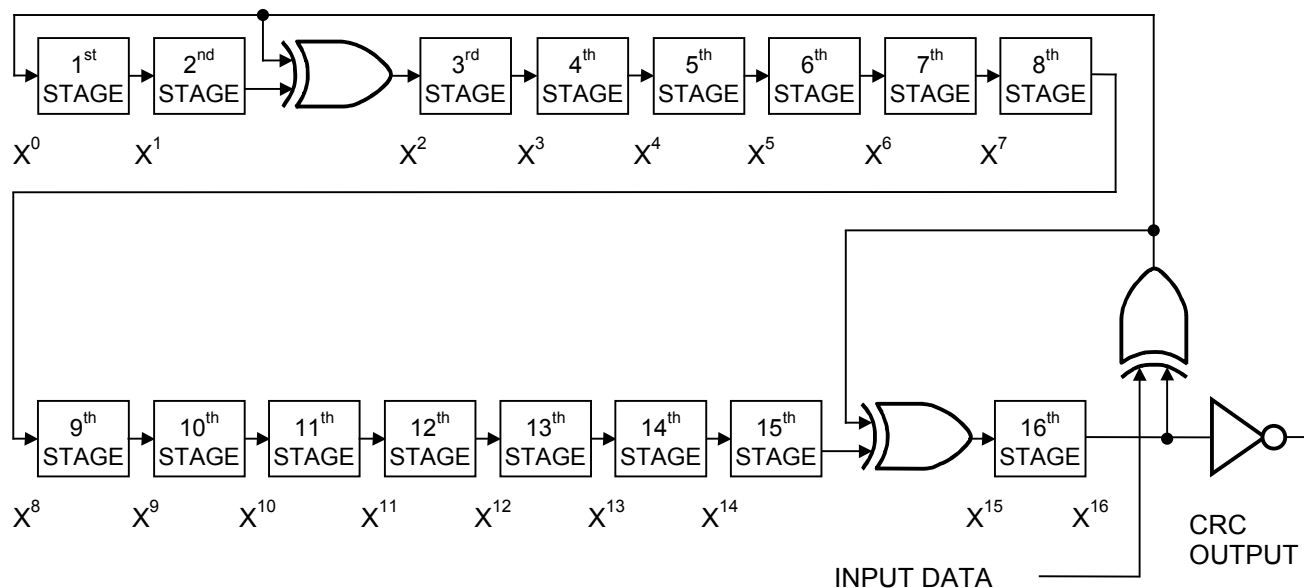 1st STAGE
2nd STAGE
3rd STAGE
4th STAGE
5th STAGE
6th STAGE
7th STAGE
8th STAGE
X0 X1 X2 X3 X4 X5 X6 X7
9th STAGE
10th STAGE
11th STAGE
12th STAGE
13th STAGE
14th STAGE
15th STAGE
16th STAGE
X8 X9 X10 X11 X12 X13 X14 X15 X16
CRC
OUTPUT
INPUT DATA